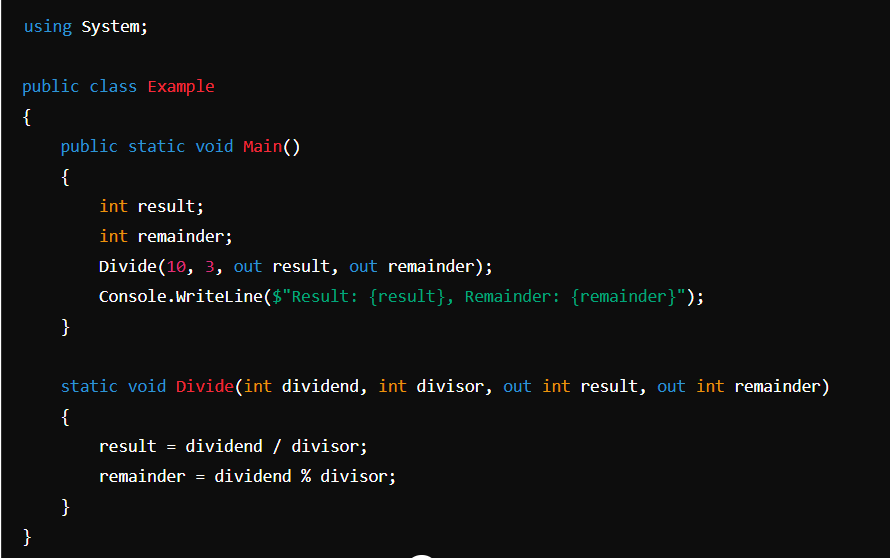 using System;

public class Example
{
    public static void Main()
    {
        int result;
        int remainder;
        Divide(10, 3, out result, out remainder);
        Console.WriteLine($"Result: {result}, Remainder: {remainder}");
    }

    static void Divide(int dividend, int divisor, out int result, out int remainder)
    {
        result = dividend / divisor;
        remainder = dividend % divisor;
    }
}